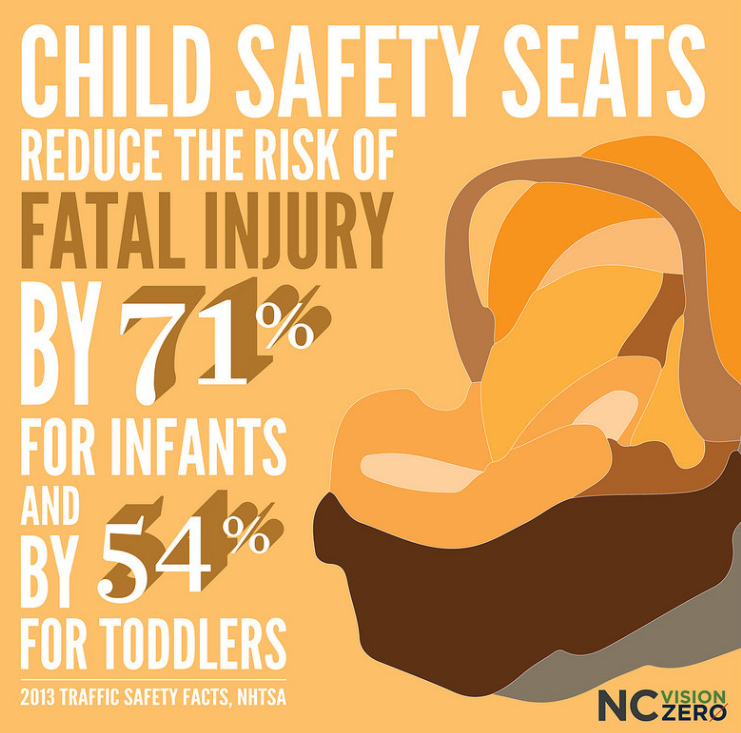 CHILD SAFETY SEATS
REDUCE THE RISK OF
FATAL INJURY
BY 71%
FOR INFANTS
AND
BY 54%
FOR TODDLERS
2013 TRAFFIC SAFETY FACTS, NHTSA
NC VISION
ZERO